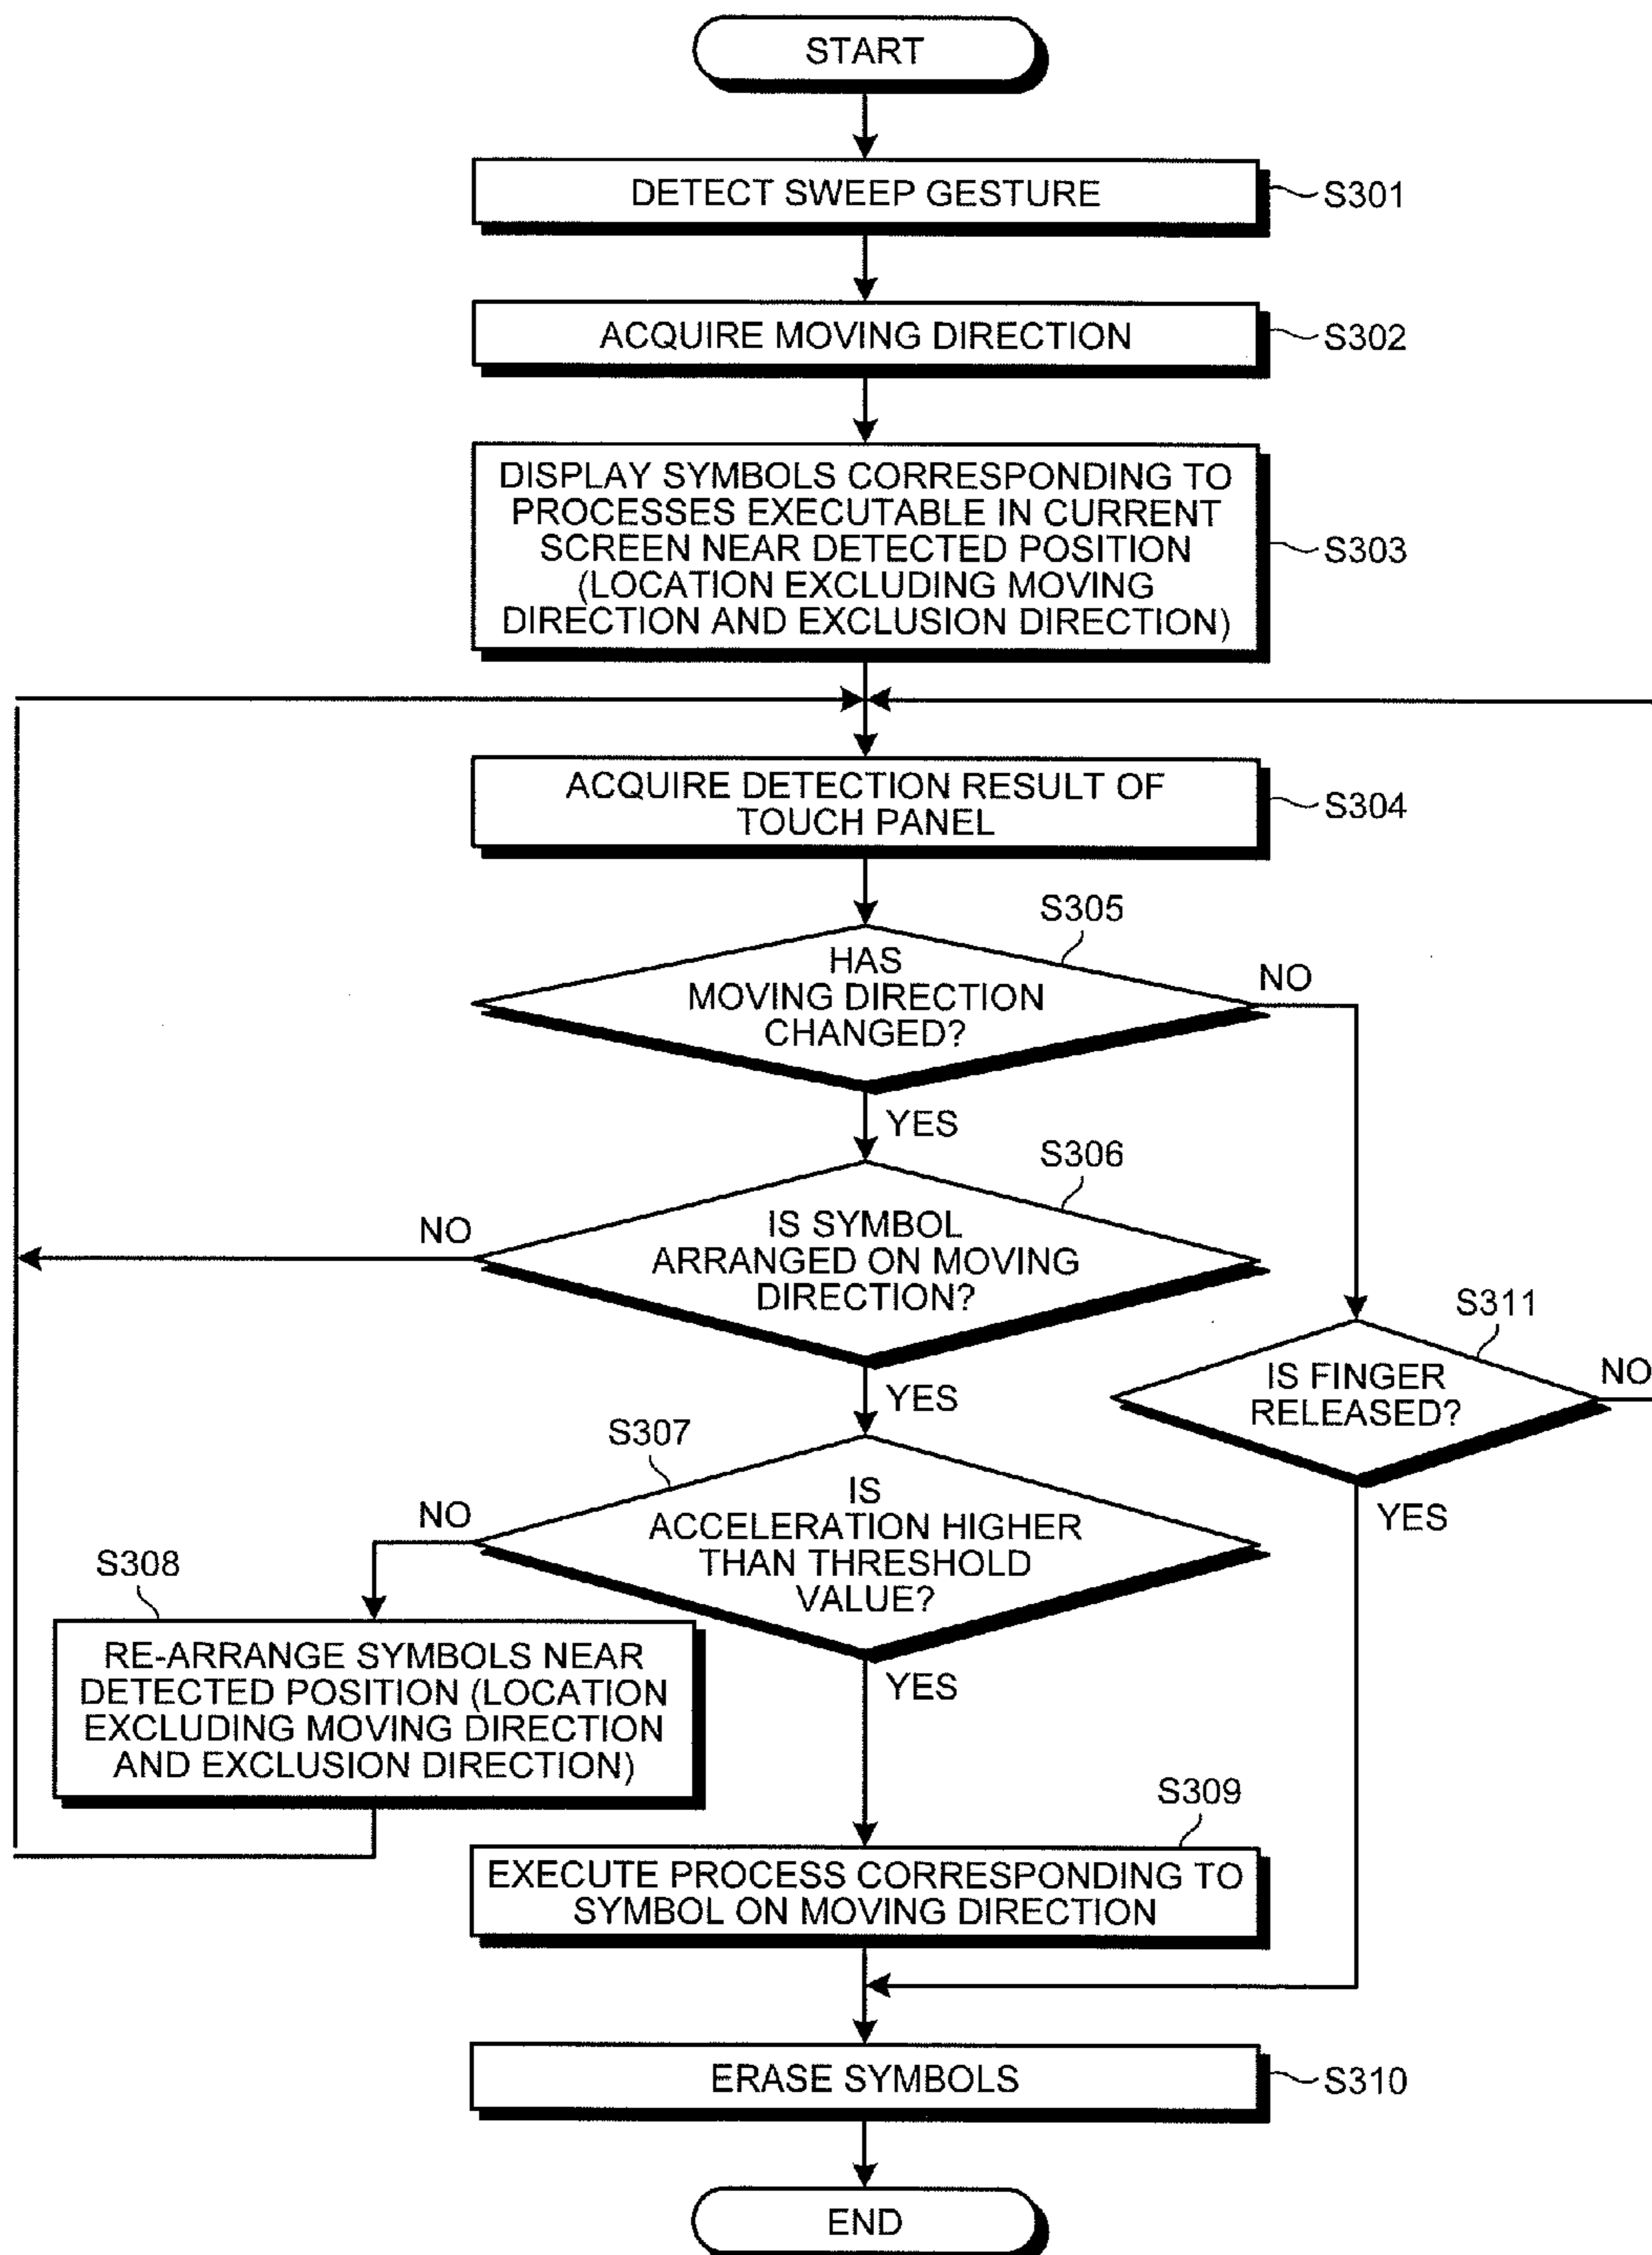 START
DETECT SWEEP GESTURE
S301
ACQUIRE MOVING DIRECTION
S302
DISPLAY SYMBOLS CORRESPONDING TO
PROCESSES EXECUTABLE IN CURRENT
SCREEN NEAR DETECTED POSITION
(LOCATION EXCLUDING MOVING
DIRECTION AND EXCLUSION DIRECTION)
S303
ACQUIRE DETECTION RESULT OF
TOUCH PANEL
S304
S305
HAS
MOVING DIRECTION
CHANGED?
NO
YES
S306
IS SYMBOL
ARRANGED ON MOVING
DIRECTION?
NO
YES
S311
IS FINGER
RELEASED?
NO
YES
S307
IS
ACCELERATION HIGHER
THAN THRESHOLD
VALUE?
NO
YES
S308
RE-ARRANGE SYMBOLS NEAR
DETECTED POSITION (LOCATION
EXCLUDING MOVING DIRECTION
AND EXCLUSION DIRECTION)
S309
EXECUTE PROCESS CORRESPONDING TO
SYMBOL ON MOVING DIRECTION
ERASE SYMBOLS
S310
END